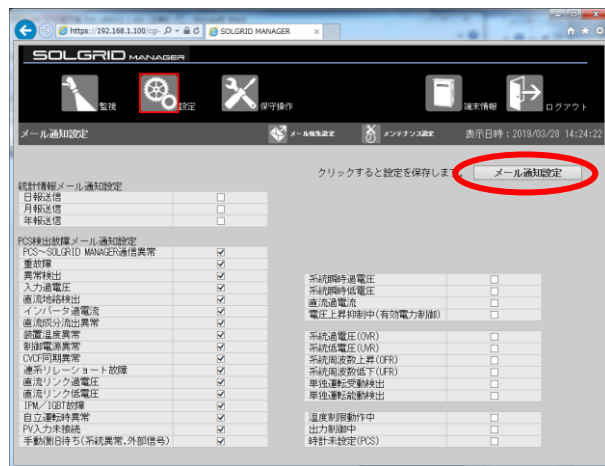 https://192.168.1.100/cgi-
SOLGRID MANAGER
SOLGRID MANAGER
監視
設定
保守操作
端末情報
ログアウト
メール通知設定
メール発生設定
メンテナンス設定
表示日時：2019/03/28 14:24:22
クリックすると設定を保存します。
メール通知設定
統計情報メール通知設定
日報送信
月報送信
年報送信
PCS検出故障メール通知設定
PCS～SOLGRID MANAGER通信異常
重故障
異常検出
入力過電圧
直流地絡検出
インバータ過電流
直流成分流出異常
装置温度異常
制御電源異常
CVCF同期異常
連系リレーショート故障
直流リンク過電圧
直流リンク低電圧
IPM／IGBT故障
自立運転時異常
PV入力未接続
手動復旧待ち(系統異常,外部信号)
系統瞬時過電圧
系統瞬時低電圧
直流過電流
電圧上昇抑制中(有効電力制御)
系統過電圧(OVR)
系統低電圧(UVR)
系統周波数上昇(OFR)
系統周波数低下(UFR)
単独運転受動検出
単独運転能動検出
温度制限動作中
出力制御中
時計未設定(PCS)